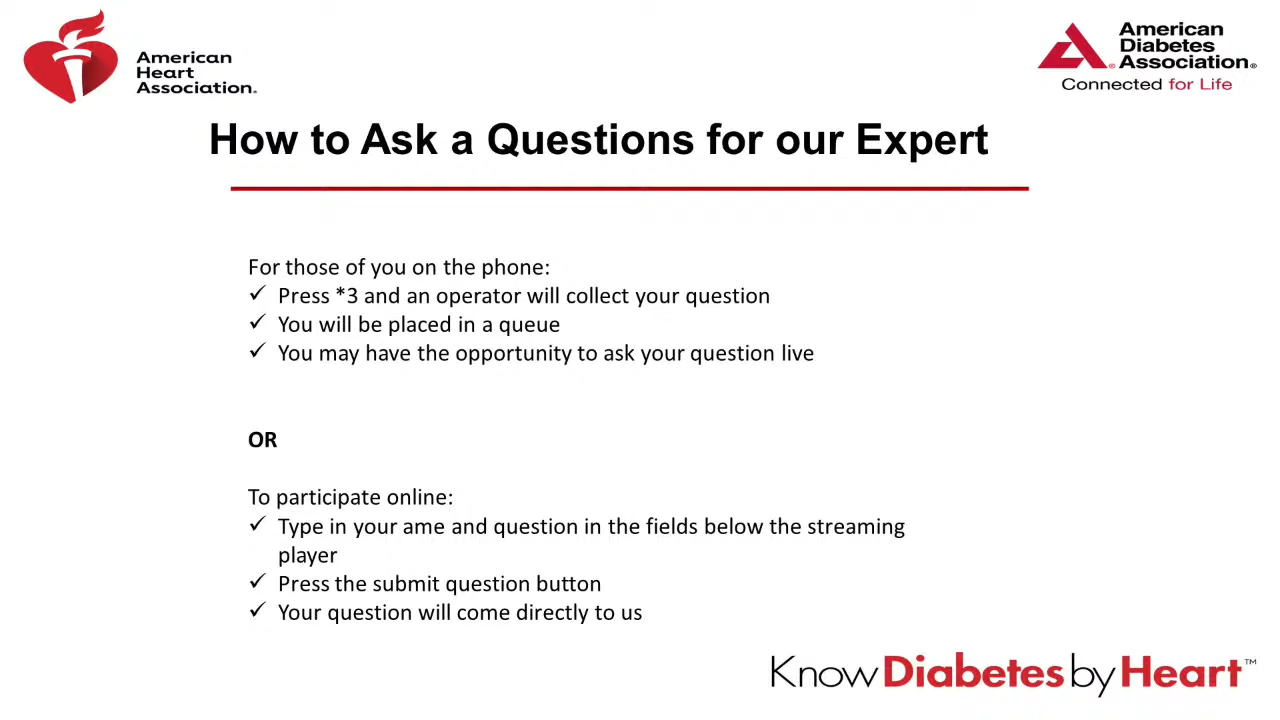 American
Heart
Association®
American
Diabetes
Association®
Connected for Life
How to Ask a Questions for our Expert
For those of you on the phone:
✓ Press *3 and an operator will collect your question
✓ You will be placed in a queue
✓ You may have the opportunity to ask your question live
OR
To participate online:
✓ Type in your ame and question in the fields below the streaming
player
✓ Press the submit question button
✓ Your question will come directly to us
Know Diabetes by Heart™